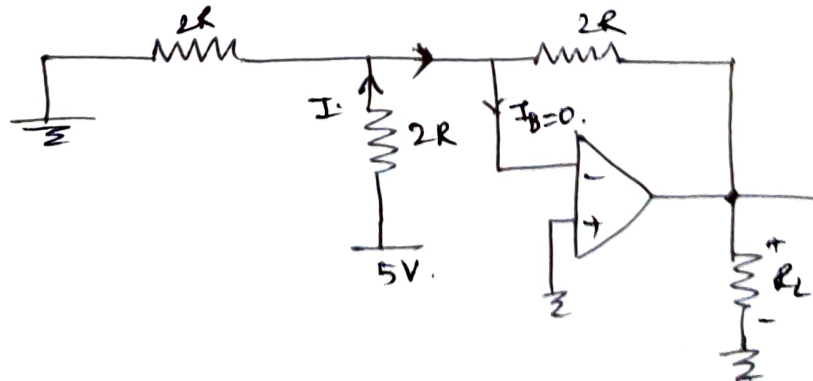 2R
2R
I.
2R
I_B=0.
-
+
5V.
+
R_L
-